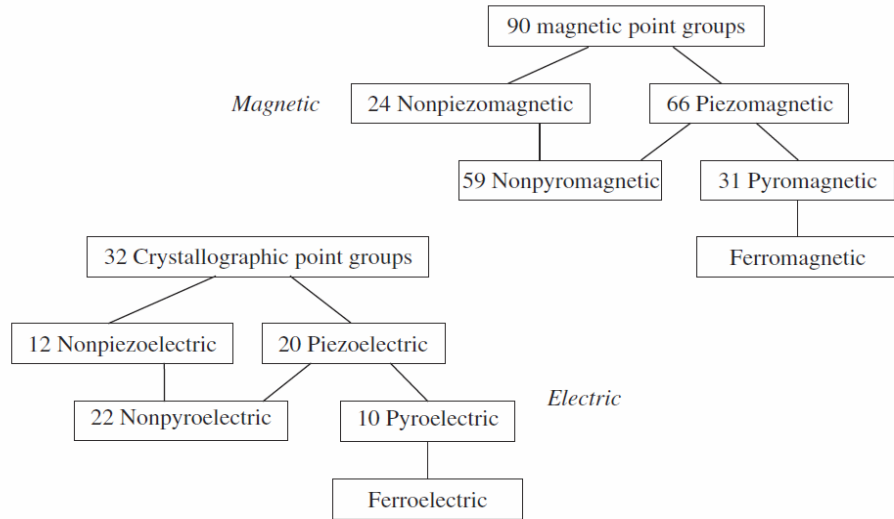 90 magnetic point groups
Magnetic
24 Nonpiezomagnetic
66 Piezomagnetic
59 Nonpyromagnetic
31 Pyromagnetic
Ferromagnetic
32 Crystallographic point groups
12 Nonpiezoelectric
20 Piezoelectric
Electric
22 Nonpyroelectric
10 Pyroelectric
Ferroelectric